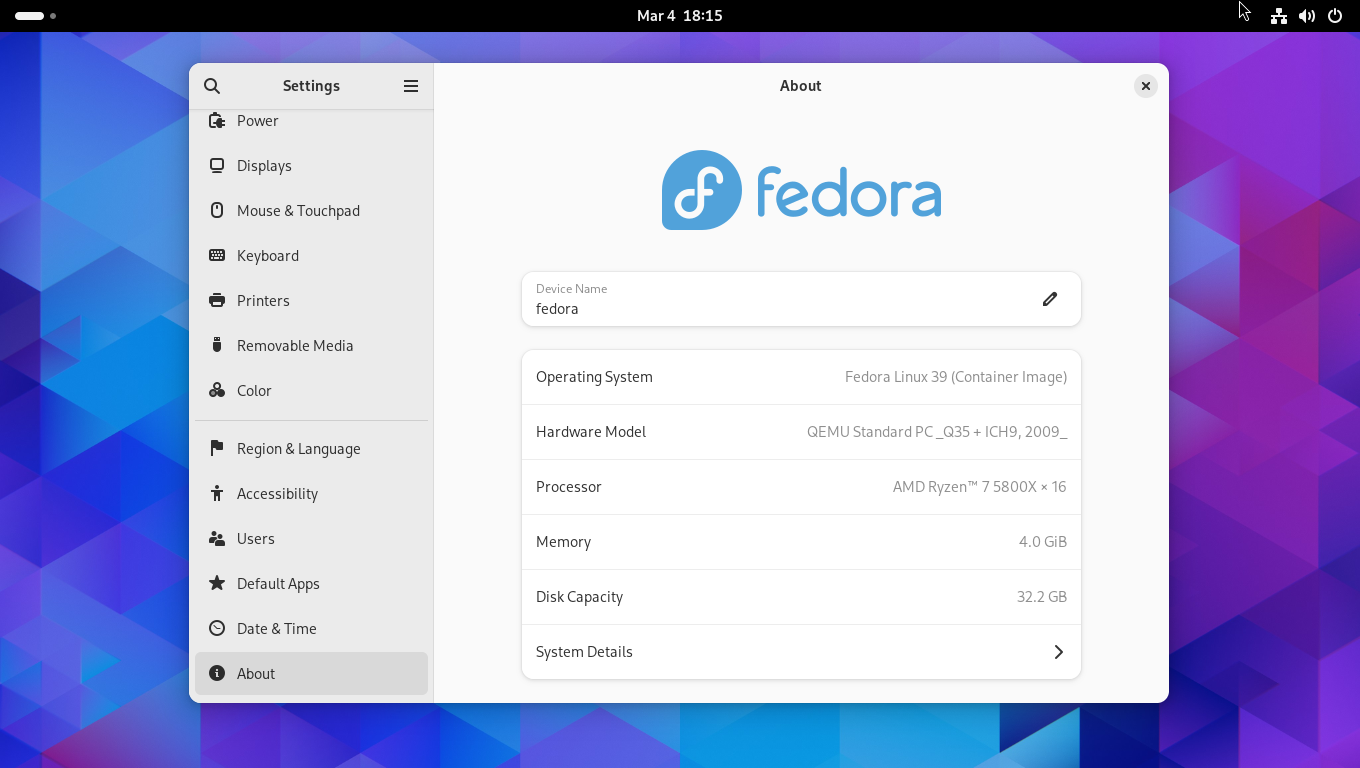 Mar 4 18:15
Settings
About
Power
Displays
Mouse & Touchpad
Keyboard
Printers
Removable Media
Color
Region & Language
Accessibility
Users
Default Apps
Date & Time
About
fedora
Device Name
fedora
Operating System Fedora Linux 39 (Container Image)
Hardware Model QEMU Standard PC _Q35 + ICH9, 2009_
Processor AMD Ryzen™ 7 5800X × 16
Memory 4.0 GiB
Disk Capacity 32.2 GB
System Details